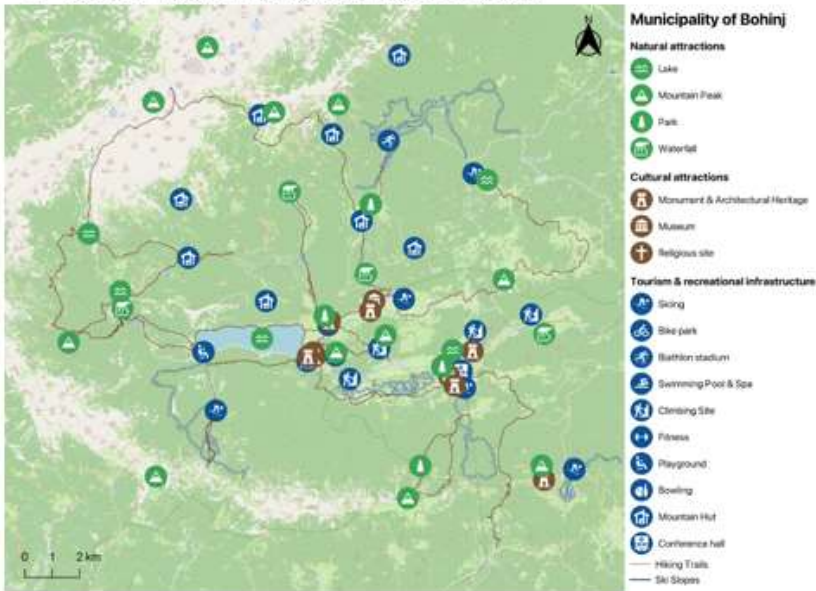 N
Municipality of Bohinj
Natural attractions
Lake
Mountain Peak
Park
Waterfall
Cultural attractions
Monument & Architectural Heritage
Museum
Religious site
Tourism & recreational infrastructure
Skiing
Bike park
Biathlon stadium
Swimming Pool & Spa
Climbing Site
Fitness
Playground
Bowling
Mountain Hut
Conference hall
Hiking Trails
Ski Slopes
0 1 2 km